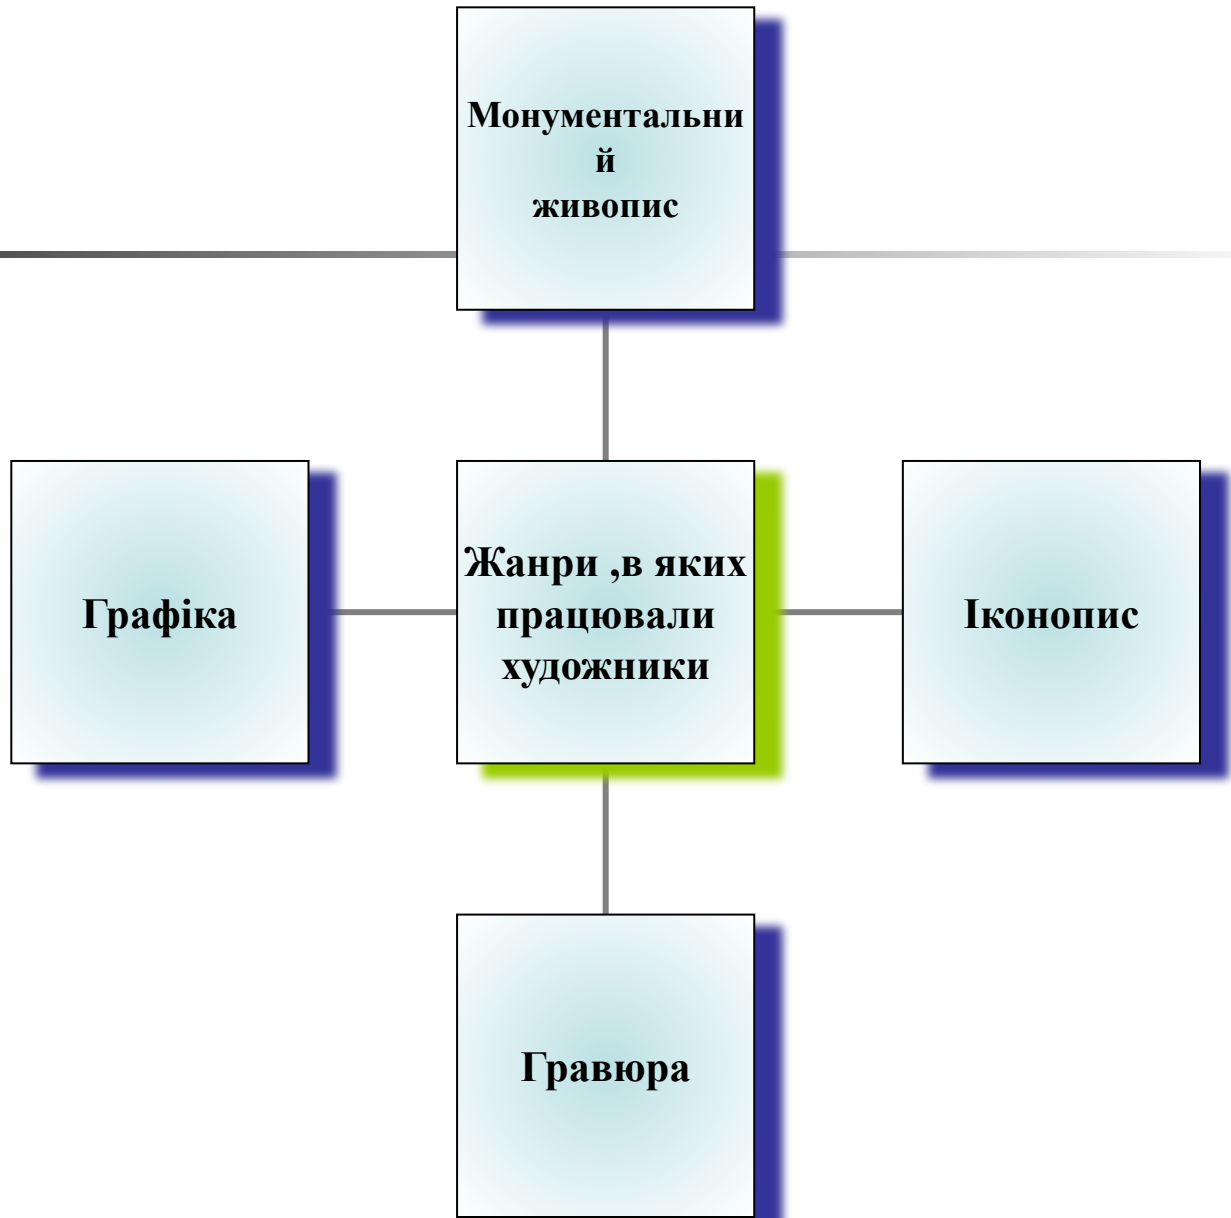 Монументальни
й
живопис
Графіка
Жанри ,в яких
працювали
художники
Іконопис
Гравюра